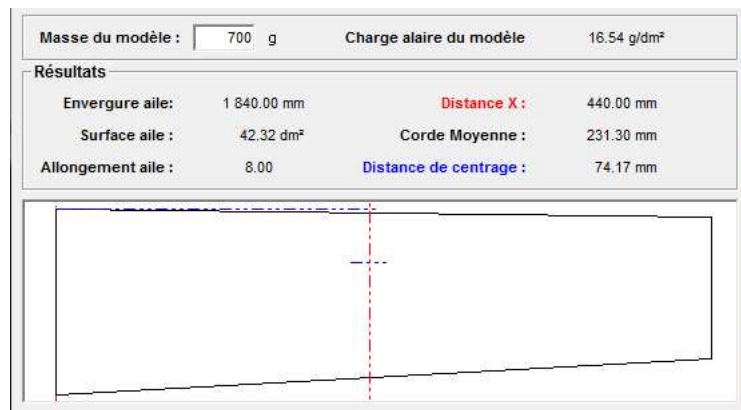 Masse du modèle : 700 g Charge alaire du modèle 16.54 g/dm²
Résultats
Envergure aile: 1 840.00 mm Distance X : 440.00 mm
Surface aile : 42.32 dm² Corde Moyenne : 231.30 mm
Allongement aile : 8.00 Distance de centrage : 74.17 mm